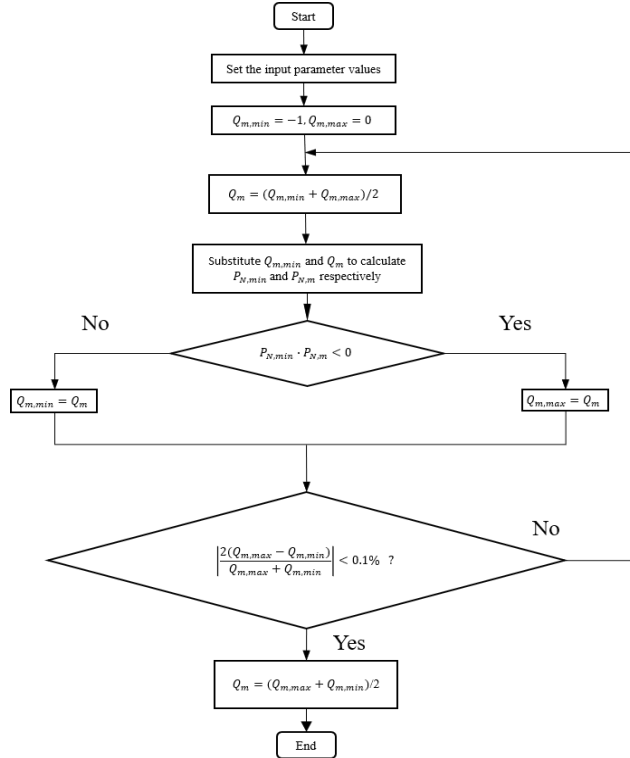 Start
Set the input parameter values
Q_{m,min} = −1, Q_{m,max} = 0
Q_m = (Q_{m,min} + Q_{m,max})/2
Substitute Q_{m,min} and Q_m to calculate
P_{N,min} and P_{N,m} respectively
No
Yes
P_{N,min} · P_{N,m} < 0
Q_{m,min} = Q_m
Q_{m,max} = Q_m
|2(Q_{m,max} − Q_{m,min}) / Q_{m,max} + Q_{m,min}| < 0.1% ?
No
Yes
Q_m = (Q_{m,max} + Q_{m,min})/2
End